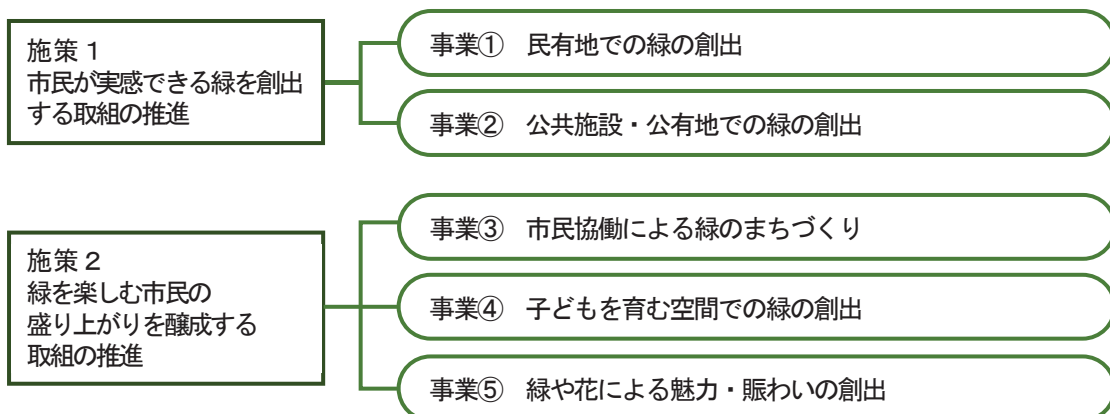 施策1
市民が実感できる緑を創出
する取組の推進
事業① 民有地での緑の創出
事業② 公共施設・公有地での緑の創出
施策2
緑を楽しむ市民の
盛り上がりを醸成する
取組の推進
事業③ 市民協働による緑のまちづくり
事業④ 子どもを育む空間での緑の創出
事業⑤ 緑や花による魅力・賑わいの創出